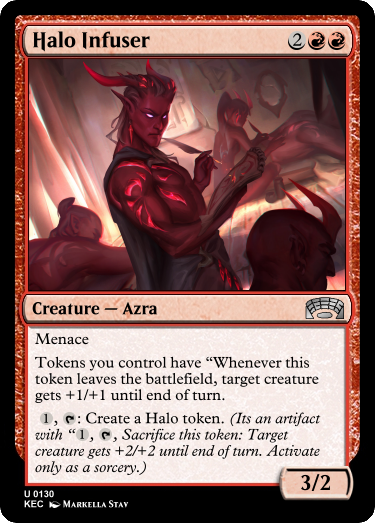 Halo Infuser 2
Creature — Azra
Menace
Tokens you control have “Whenever this
token leaves the battlefield, target creature
gets +1/+1 until end of turn.
1, : Create a Halo token. (Its an artifact
with “1, , Sacrifice this token: Target
creature gets +2/+2 until end of turn. Activate
only as a sorcery.)
3/2
U 0130
KEC Markella Stav